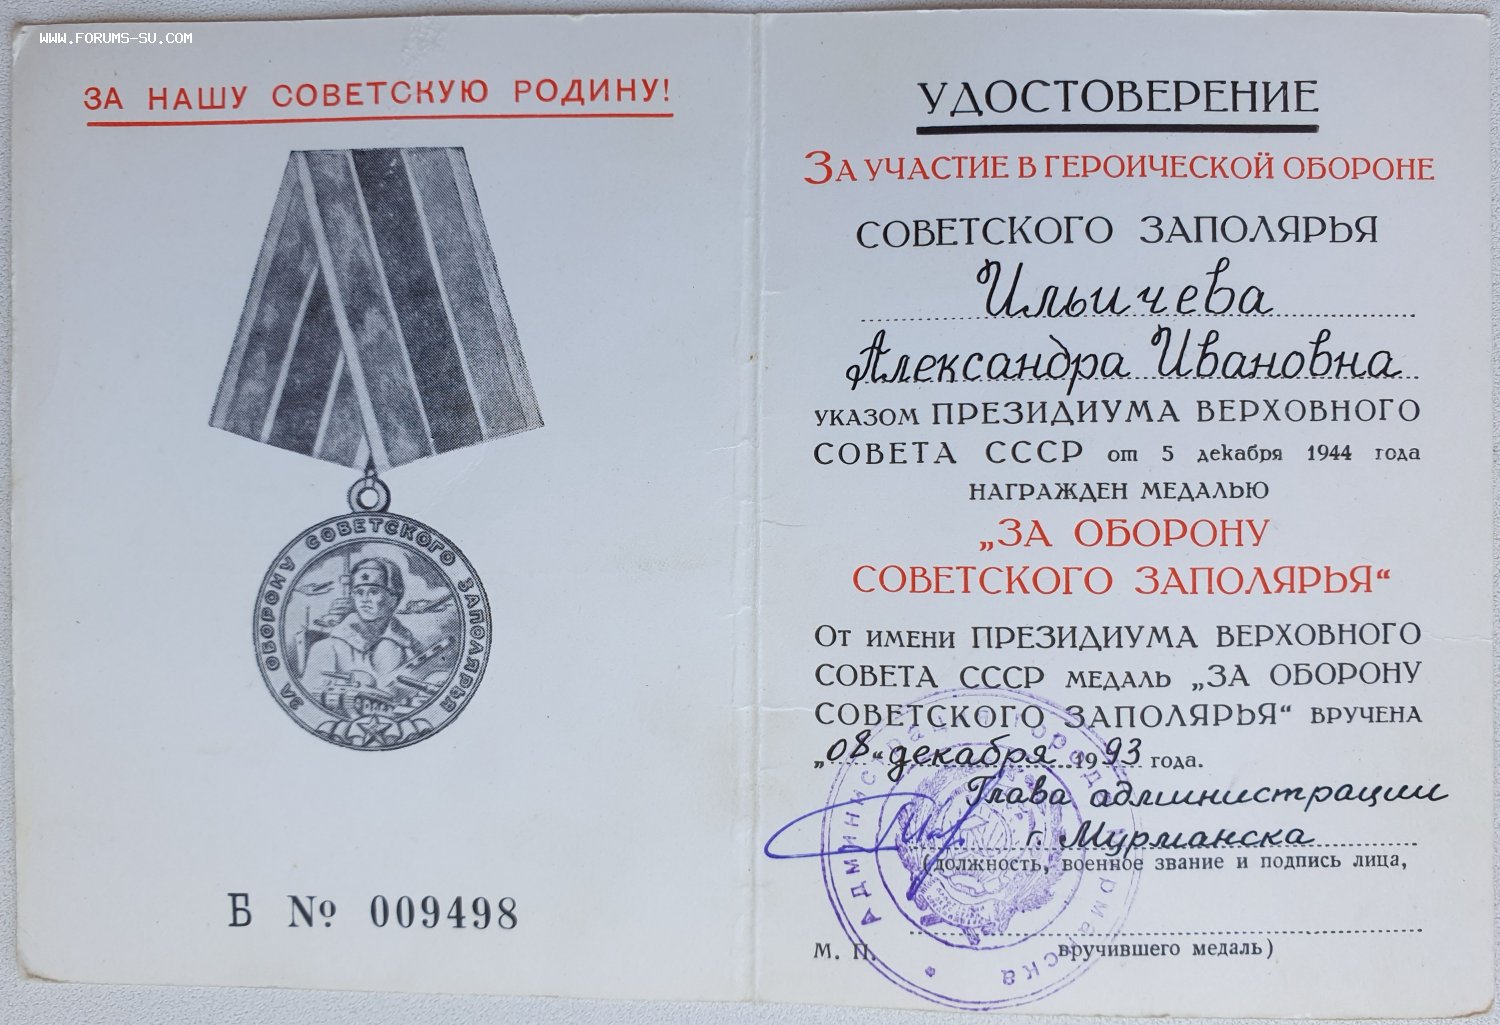 WWW.FORUMS-SU.COM
ЗА НАШУ СОВЕТСКУЮ РОДИНУ!
ЗА ОБОРОНУ СОВЕТСКОГО ЗАПОЛЯРЬЯ
Б № 009498
УДОСТОВЕРЕНИЕ
ЗА УЧАСТИЕ В ГЕРОИЧЕСКОЙ ОБОРОНЕ
СОВЕТСКОГО ЗАПОЛЯРЬЯ
Ильичева
Александра Ивановна
УКАЗОМ ПРЕЗИДИУМА ВЕРХОВНОГО
СОВЕТА СССР от 5 декабря 1944 года
НАГРАЖДЕН МЕДАЛЬЮ
„ЗА ОБОРОНУ
СОВЕТСКОГО ЗАПОЛЯРЬЯ“
ОТ ИМЕНИ ПРЕЗИДИУМА ВЕРХОВНОГО
СОВЕТА СССР МЕДАЛЬ „ЗА ОБОРОНУ
СОВЕТСКОГО ЗАПОЛЯРЬЯ“ ВРУЧЕНА
„08“ декабря 1993 года.
Глава администрации
г. Мурманска
(должность, военное звание и подпись лица,
М. П. вручившего медаль)
Администрация города Мурманска